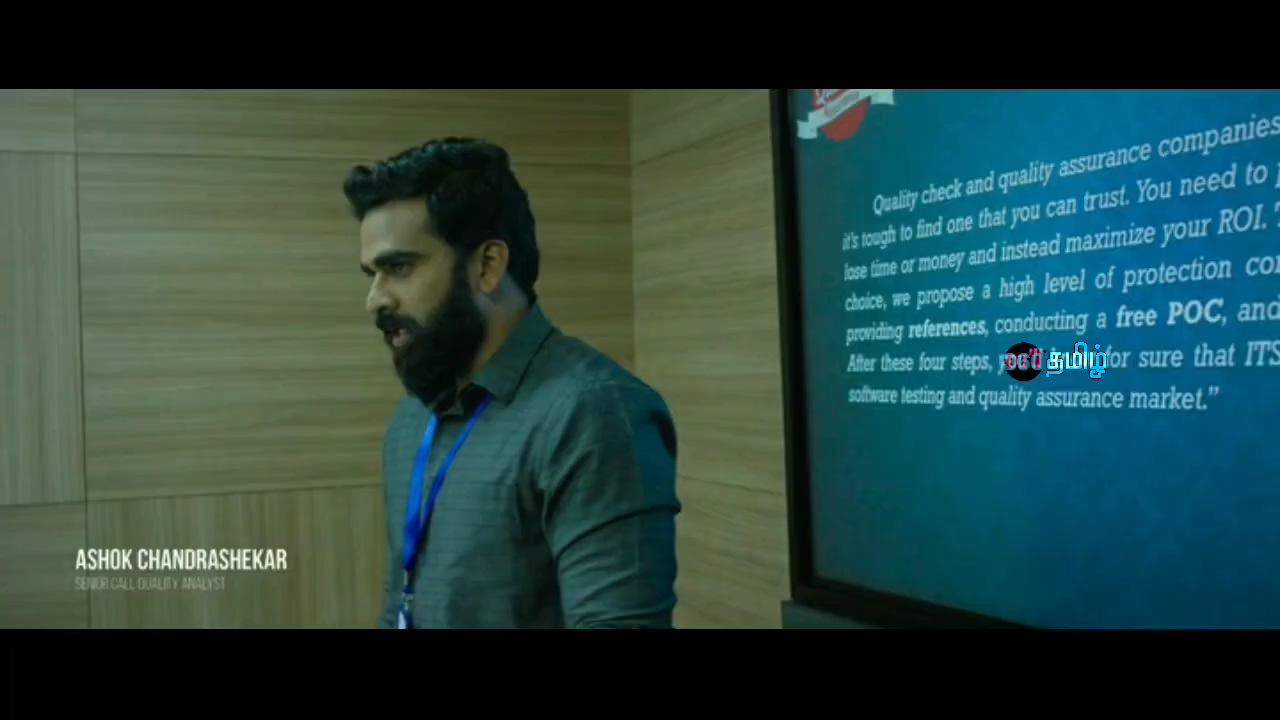 Quality check and quality assurance companies
it's tough to find one that you can trust. You need to
lose time or money and instead maximize your ROI.
choice, we propose a high level of protection
providing references, conducting a free POC, and
After these four steps, for sure that ITS
software testing and quality assurance market.”
தமிழ்
ASHOK CHANDRASHEKAR
SENIOR CALL QUALITY ANALYST